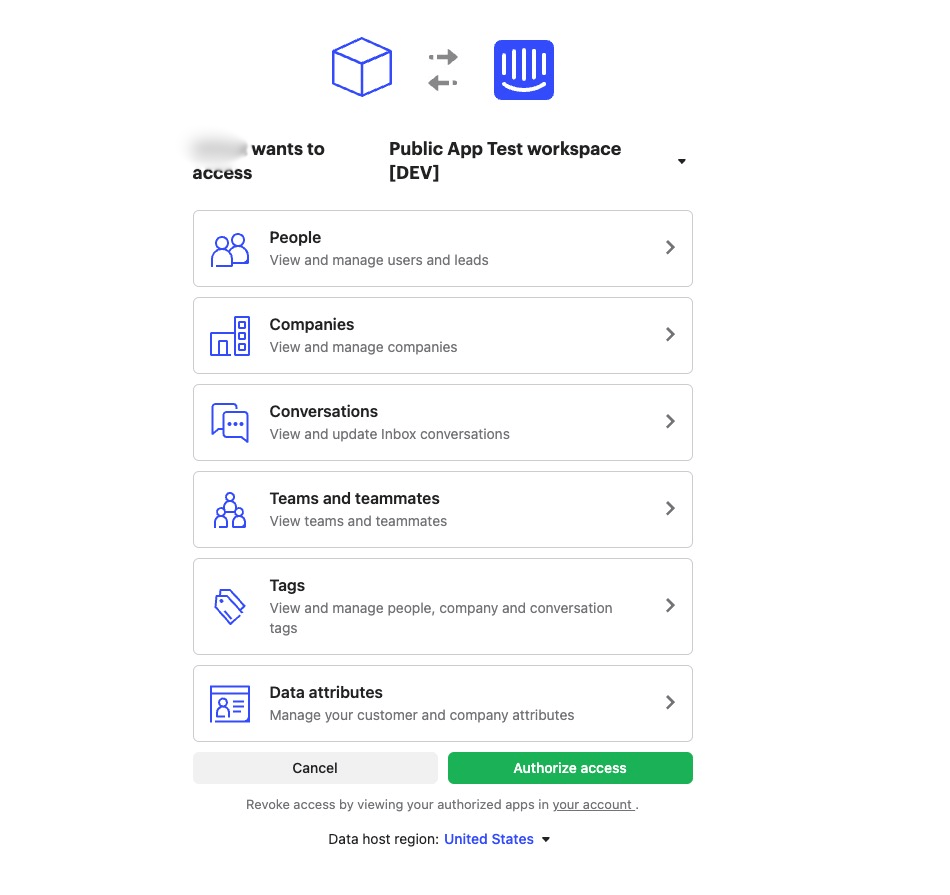 wants to
access
Public App Test workspace
[DEV]
People
View and manage users and leads
Companies
View and manage companies
Conversations
View and update Inbox conversations
Teams and teammates
View teams and teammates
Tags
View and manage people, company and conversation
tags
Data attributes
Manage your customer and company attributes
Cancel
Authorize access
Revoke access by viewing your authorized apps in your account .
Data host region: United States